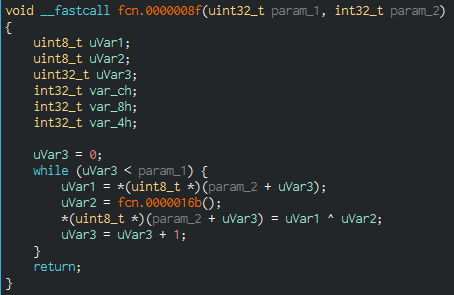 void __fastcall fcn.0000008f(uint32_t param_1, int32_t param_2)
{
    uint8_t uVar1;
    uint8_t uVar2;
    uint32_t uVar3;
    int32_t var_ch;
    int32_t var_8h;
    int32_t var_4h;

    uVar3 = 0;
    while (uVar3 < param_1) {
        uVar1 = *(uint8_t *)(param_2 + uVar3);
        uVar2 = fcn.0000016b();
        *(uint8_t *)(param_2 + uVar3) = uVar1 ^ uVar2;
        uVar3 = uVar3 + 1;
    }
    return;
}